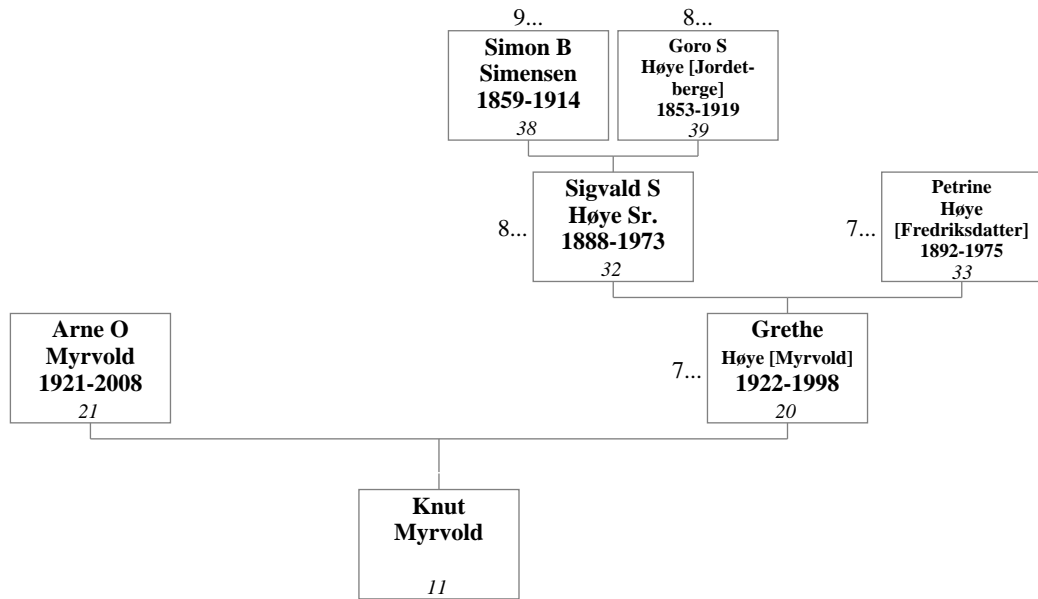 9...
8...
Simon B
Simensen
1859-1914
38
Goro S
Høye [Jordet-
berge]
1853-1919
39
8...
Sigvald S
Høye Sr.
1888-1973
32
7...
Petrine
Høye
[Fredriksdatter]
1892-1975
33
Arne O
Myrvold
1921-2008
21
7...
Grethe
Høye [Myrvold]
1922-1998
20
Knut
Myrvold
11